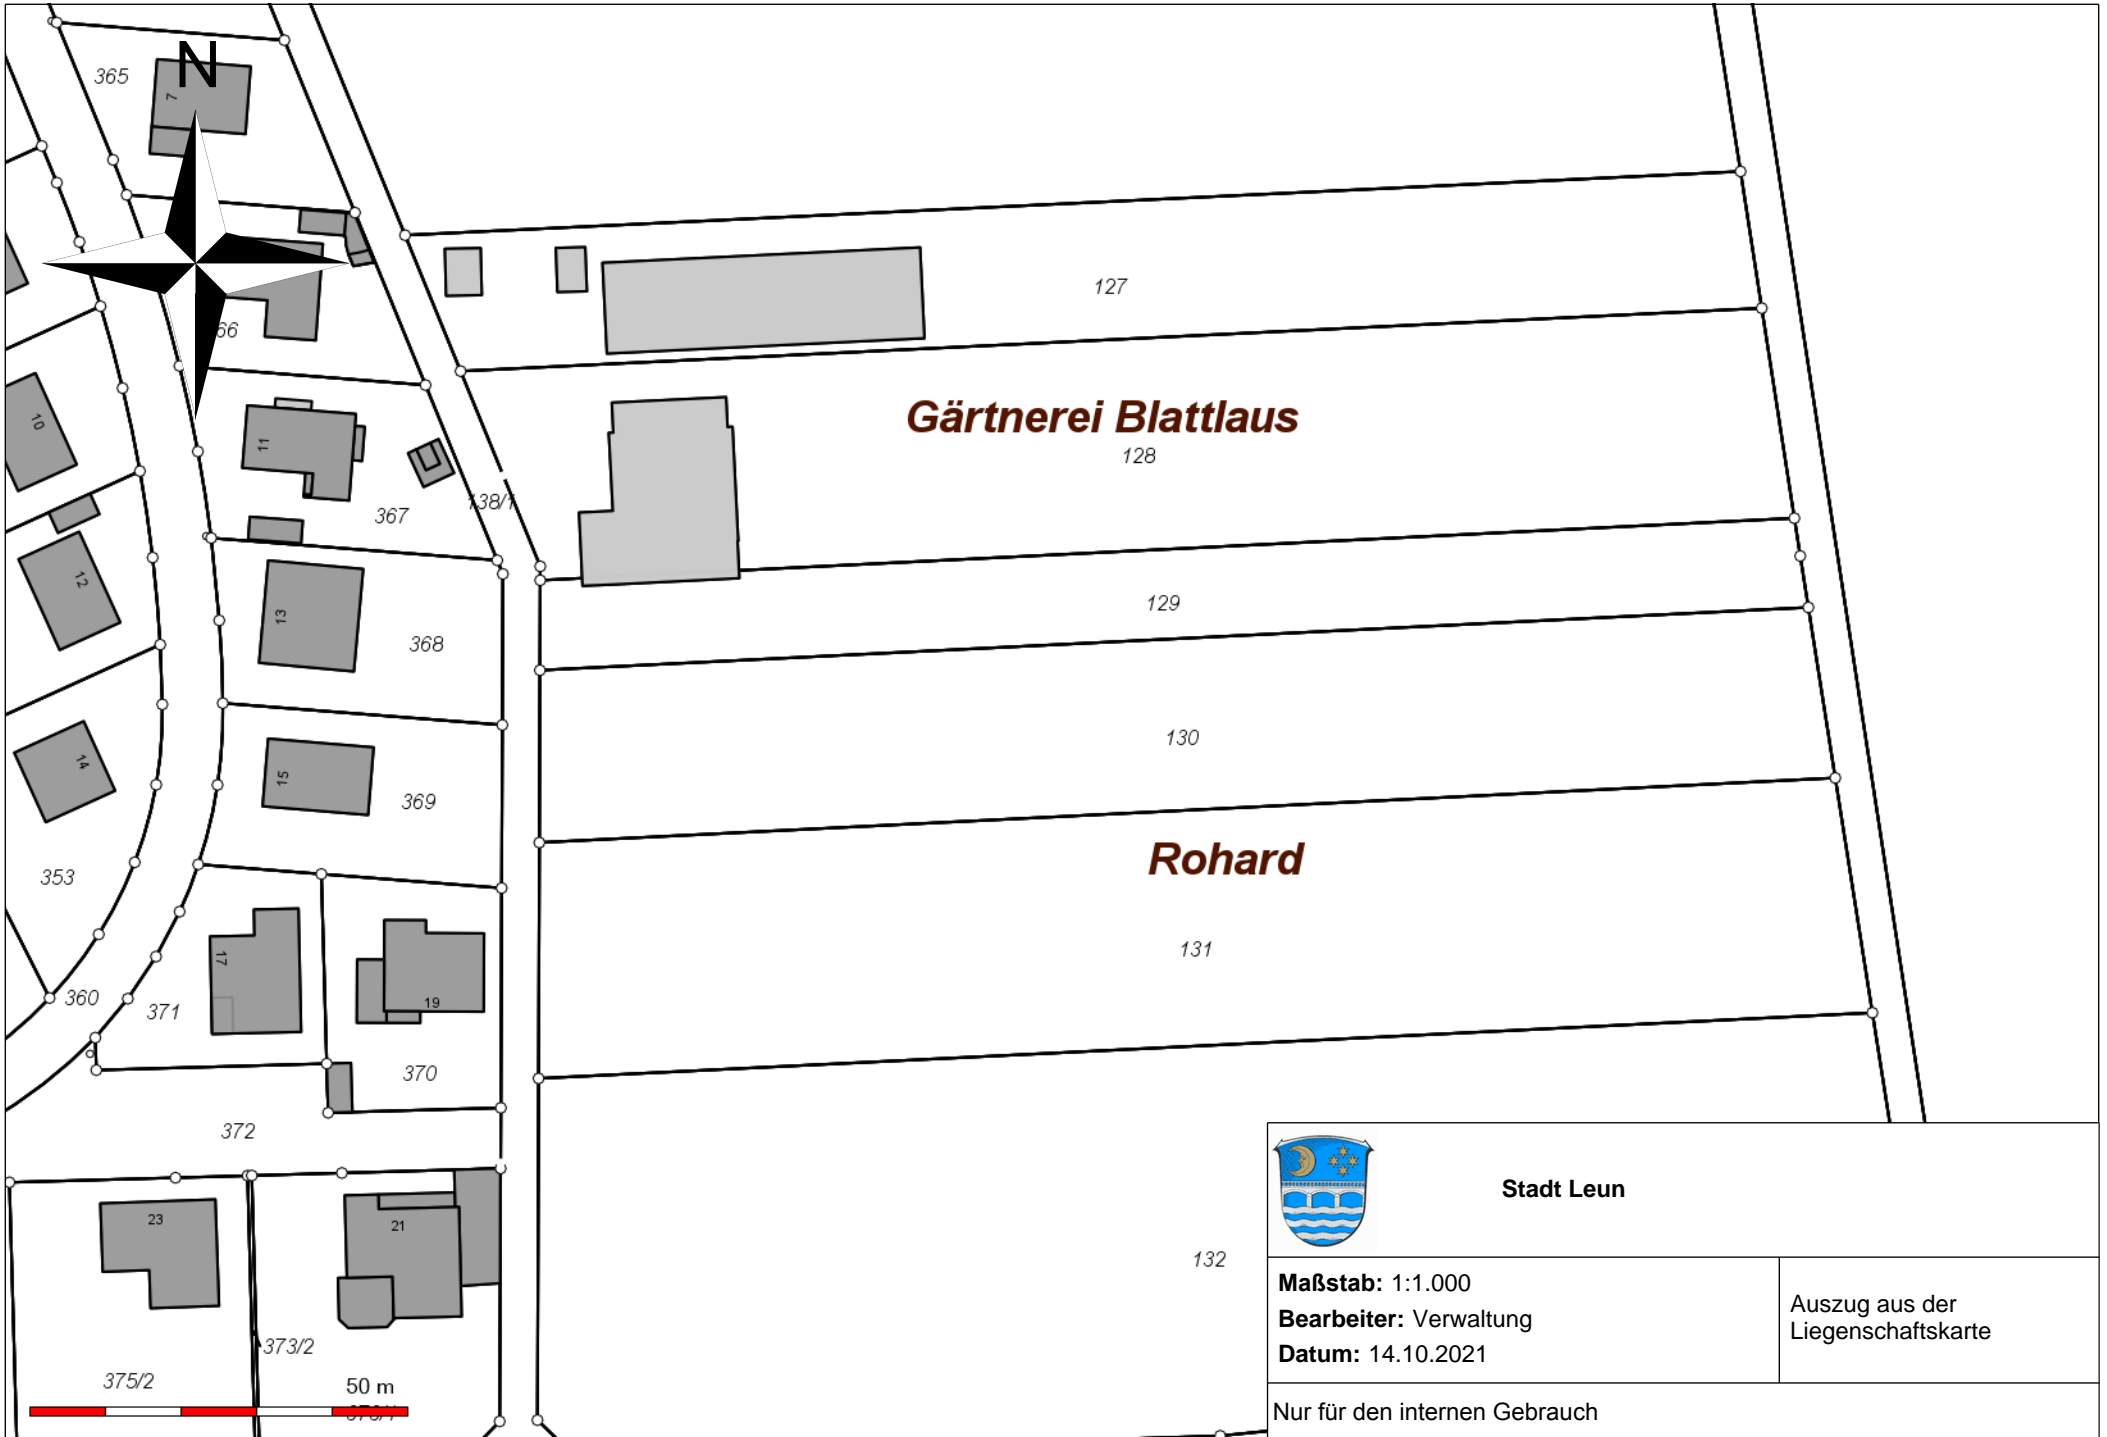 N
365
7
66
127
Gärtnerei Blattlaus
128
10
11
367
138/1
12
13
368
129
130
14
15
369
Rohard
353
131
17
19
360
371
370
372
23
21
132
373/2
375/2
50 m
Stadt Leun
Maßstab: 1:1.000
Bearbeiter: Verwaltung
Datum: 14.10.2021
Auszug aus der
Liegenschaftskarte
Nur für den internen Gebrauch